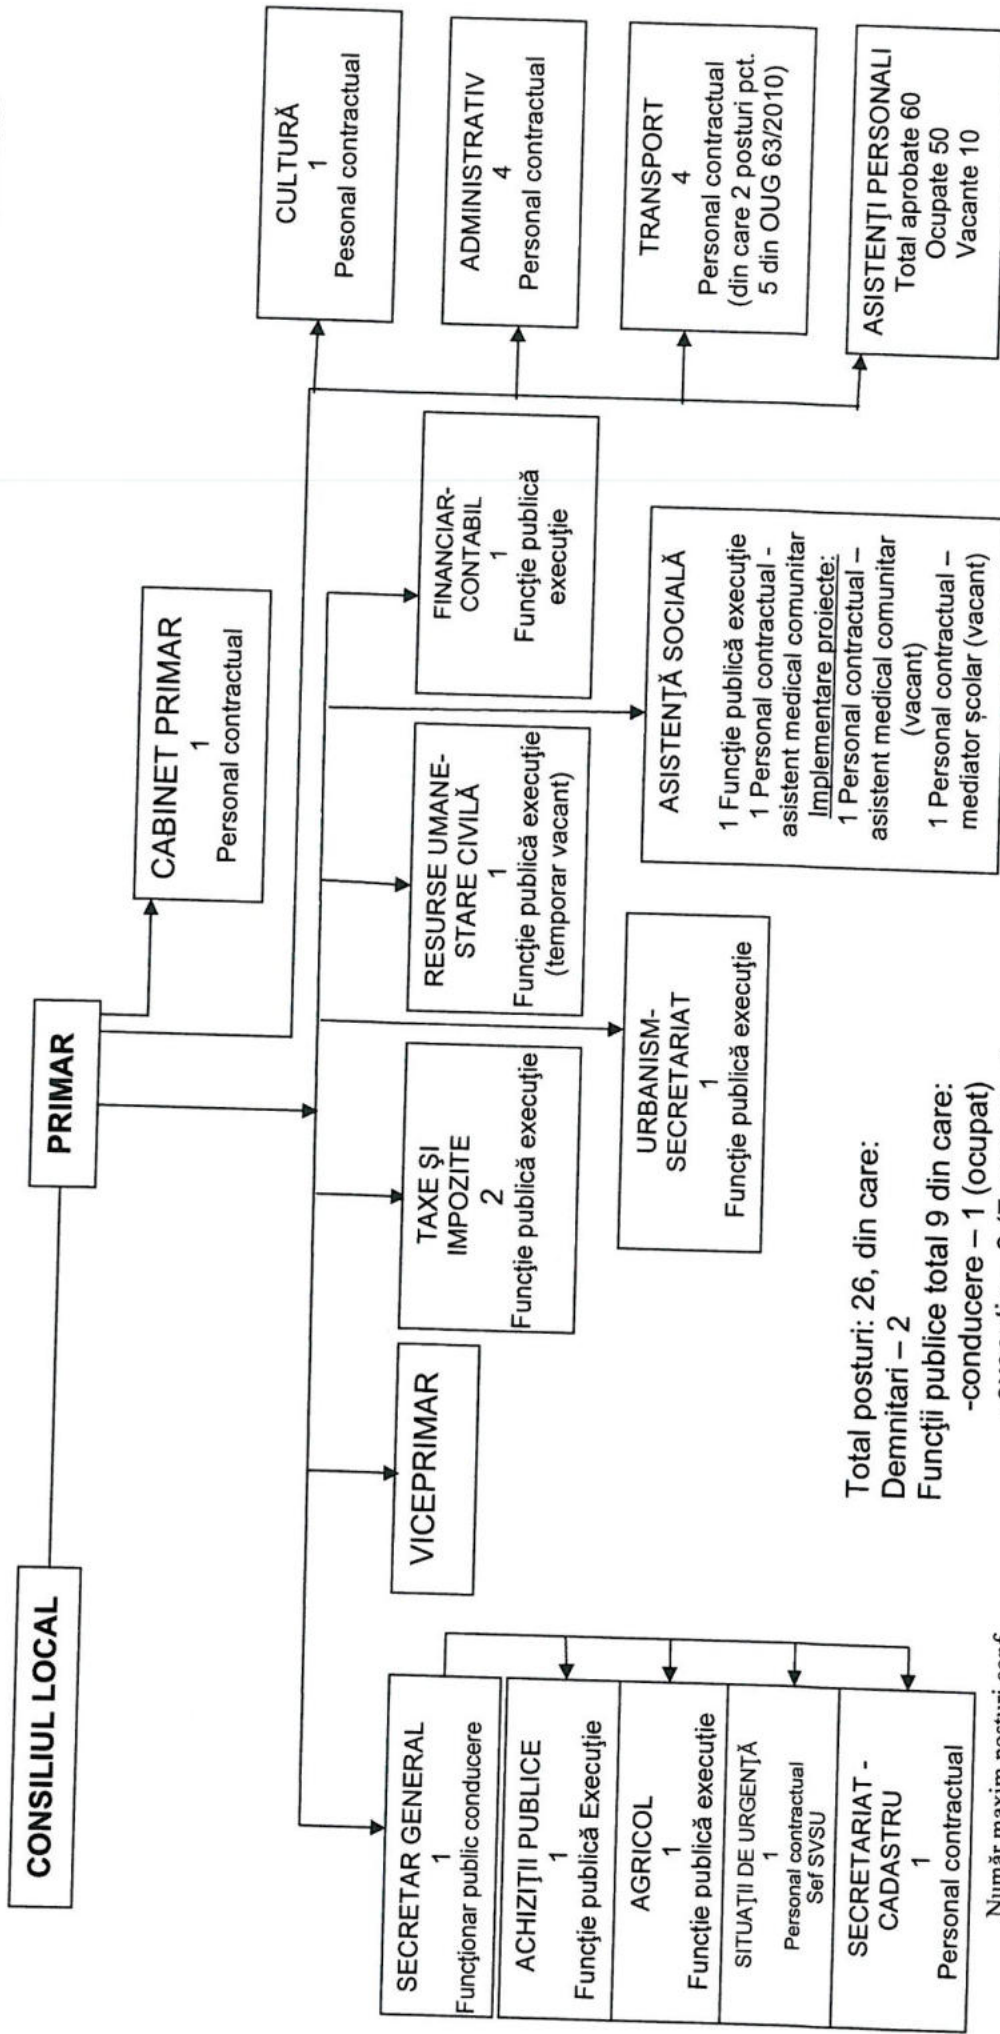 CONSILIUL LOCAL
PRIMAR
CABINET PRIMAR
1
Personal contractual
SECRETAR GENERAL
1
Funcţionar public conducere
ACHIZIŢII PUBLICE
1
Funcţie publică Execuţie
AGRICOL
1
Funcţie publică execuţie
SITUAŢII DE URGENŢĂ
1
Personal contractual
Sef SVSU
SECRETARIAT -
CADASTRU
1
Personal contractual
VICEPRIMAR
TAXE ŞI
IMPOZITE
2
Funcţie publică execuţie
URBANISM-
SECRETARIAT
1
Funcţie publică execuţie
RESURSE UMANE-
STARE CIVILĂ
1
Funcţie publică execuţie
(temporar vacant)
FINANCIAR-
CONTABIL
1
Funcţie publică
execuţie
ASISTENŢĂ SOCIALĂ
1 Funcţie publică execuţie
1 Personal contractual -
asistent medical comunitar
Implementare proiecte:
1 Personal contractual –
asistent medical comunitar
(vacant)
1 Personal contractual –
mediator şcolar (vacant)
CULTURĂ
1
Pesonal contractual
ADMINISTRATIV
4
Personal contractual
TRANSPORT
4
Personal contractual
(din care 2 posturi pct.
5 din OUG 63/2010)
ASISTENŢI PERSONALI
Total aprobate 60
Ocupate 50
Vacante 10
Total posturi: 26, din care:
Demnitari – 2
Funcţii publice total 9 din care:
-conducere – 1 (ocupat)
Număr maxim posturi conf